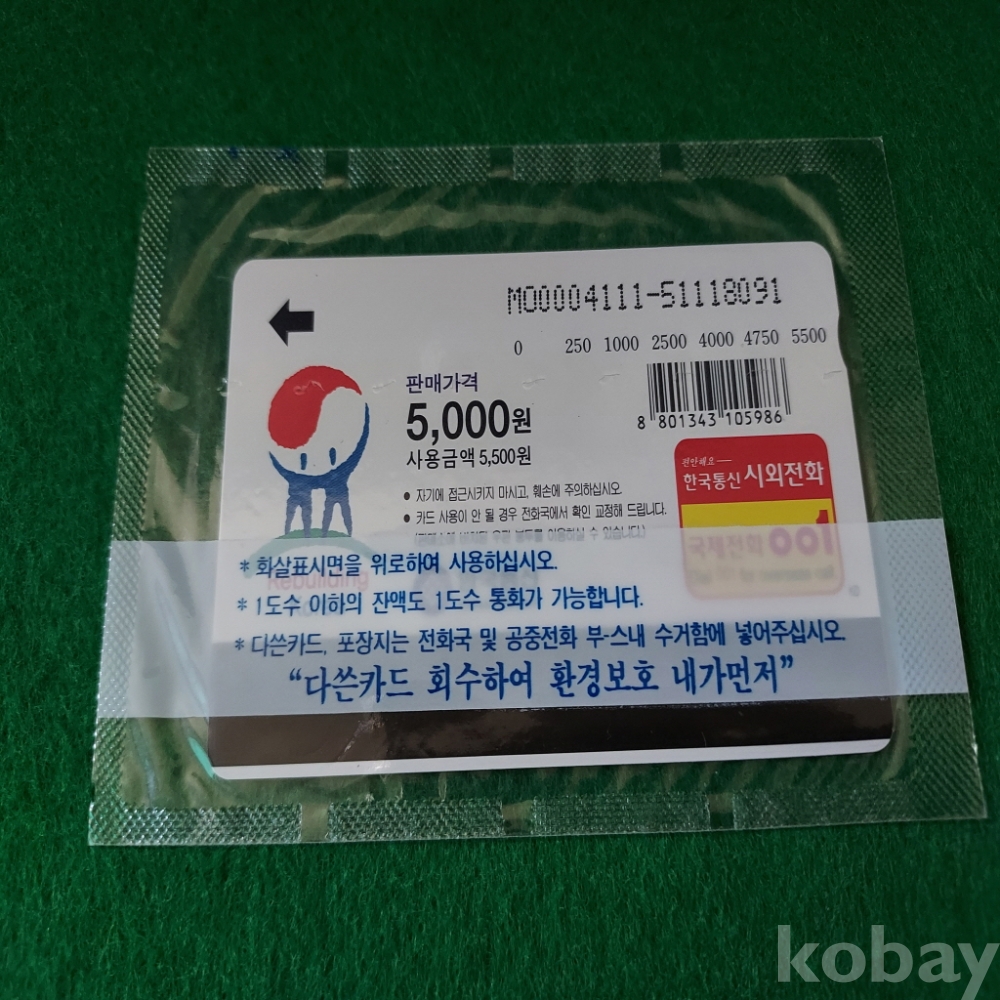 MO0004111-51118091
0 250 1000 2500 4000 4750 5500
판매가격
5,000원
사용금액 5,500원
8 801343 105986
편안해요
한국통신 시외전화
국제전화 001
● 자기에 접근시키지 마시고, 훼손에 주의하십시오.
● 카드 사용이 안 될 경우 전화국에서 확인 교정해 드립니다.
Rebuilding
* 화살표시면을 위로하여 사용하십시오.
* 1도수 이하의 잔액도 1도수 통화가 가능합니다.
* 다쓴카드, 포장지는 전화국 및 공중전화 부스내 수거함에 넣어주십시오.
“다쓴카드 회수하여 환경보호 내가먼저”
kobay